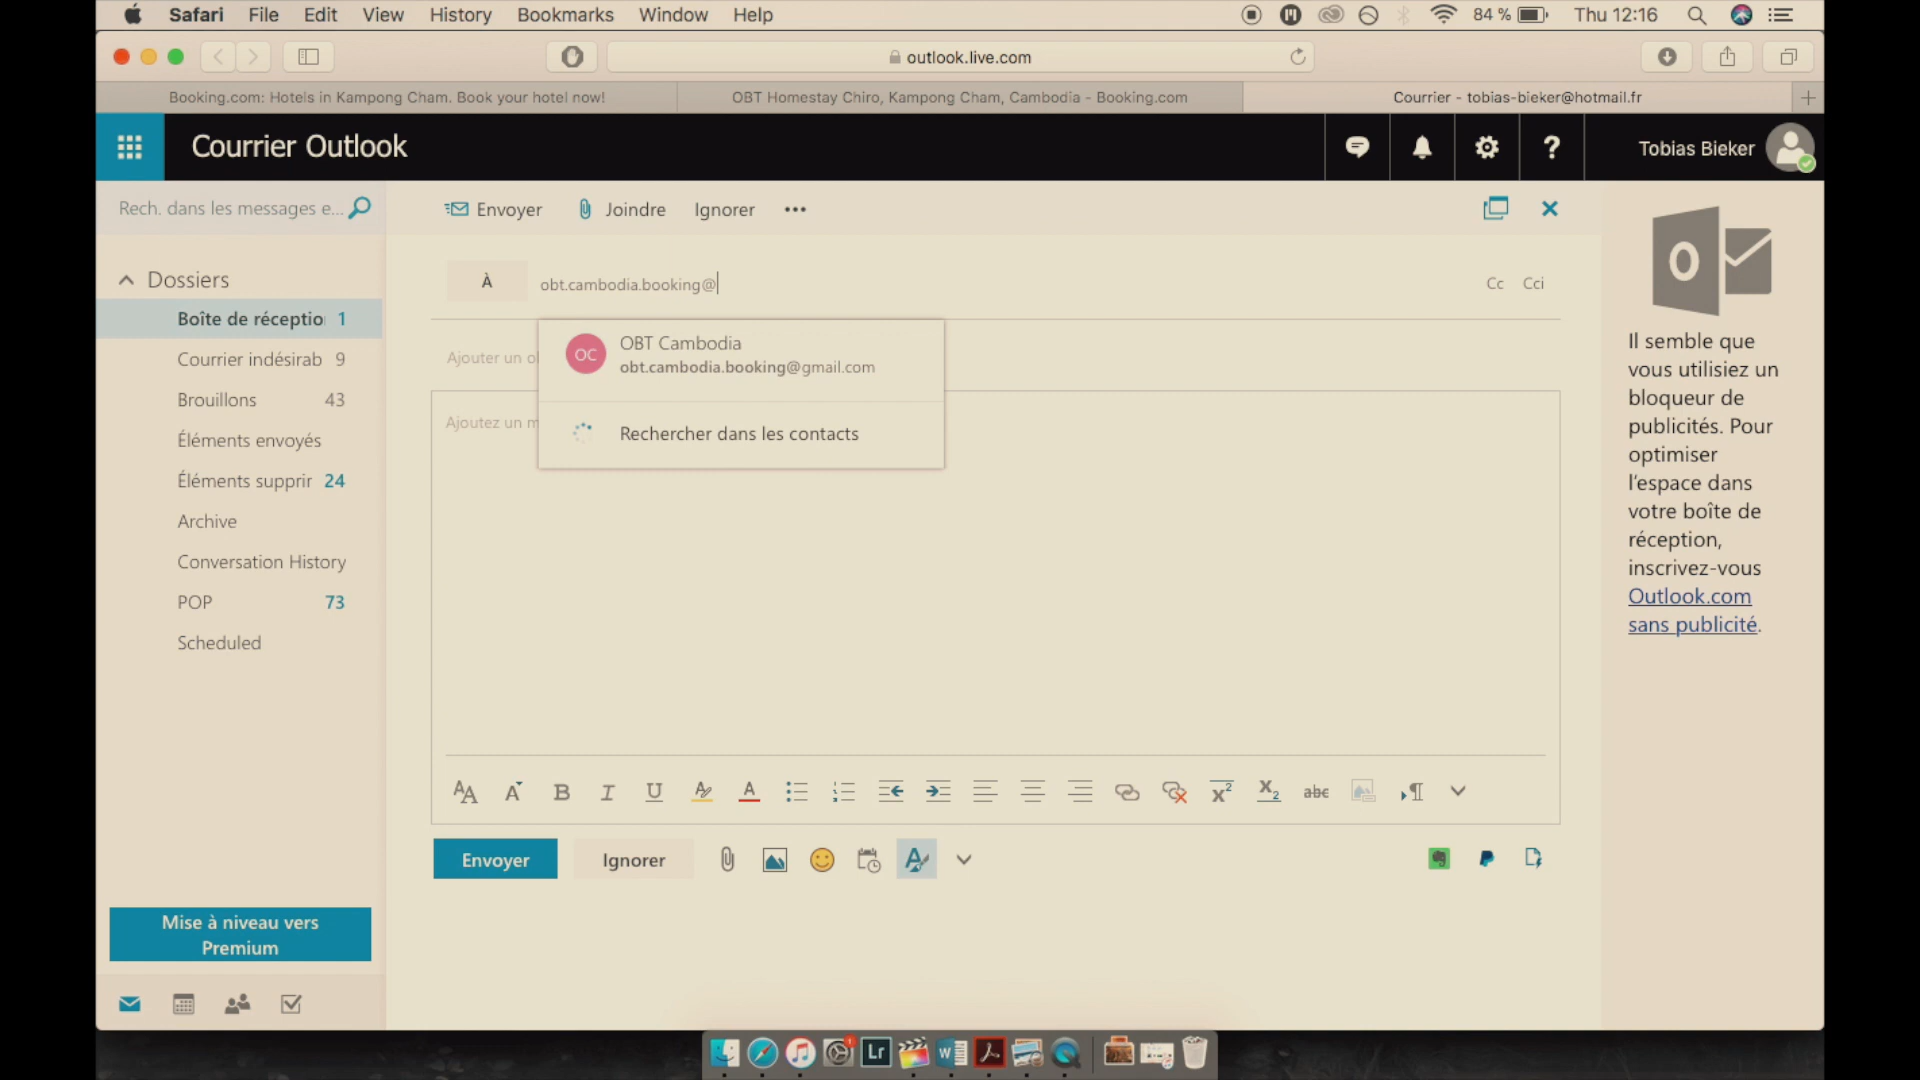 Safari File Edit View History Bookmarks Window Help
84 % Thu 12:16
outlook.live.com
Booking.com: Hotels in Kampong Cham. Book your hotel now!
OBT Homestay Chiro, Kampong Cham, Cambodia - Booking.com
Courrier - tobias-bieker@hotmail.fr
Courrier Outlook
Tobias Bieker
Rech. dans les messages e...
Envoyer Joindre Ignorer
Dossiers
Boîte de réceptio 1
Courrier indésirab 9
Brouillons 43
Éléments envoyés
Éléments supprir 24
Archive
Conversation History
POP 73
Scheduled
Mise à niveau vers
Premium
À obt.cambodia.booking@ Cc Cci
Ajouter un ol
OC OBT Cambodia
obt.cambodia.booking@gmail.com
Rechercher dans les contacts
Ajoutez un m
Envoyer Ignorer
Il semble que
vous utilisiez un
bloqueur de
publicités. Pour
optimiser
l'espace dans
votre boîte de
réception,
inscrivez-vous
Outlook.com
sans publicité.
Lr